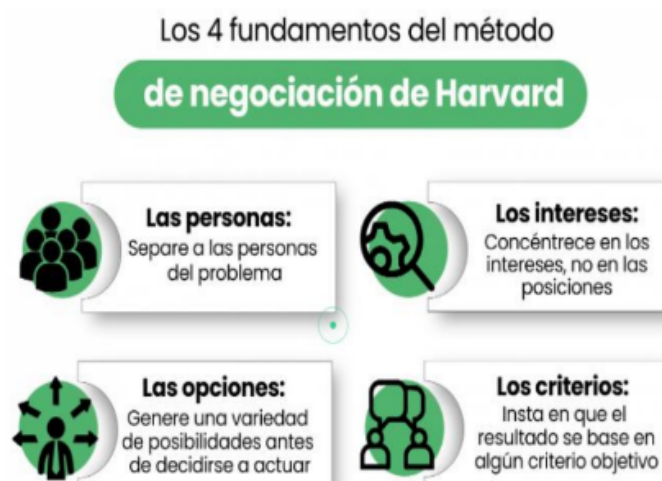 Los 4 fundamentos del método
de negociación de Harvard
Las personas:
Separe a las personas
del problema
Los intereses:
Concéntrece en los
intereses, no en las
posiciones
Las opciones:
Genere una variedad
de posibilidades antes
de decidirse a actuar
Los criterios:
Insta en que el
resultado se base en
algún criterio objetivo